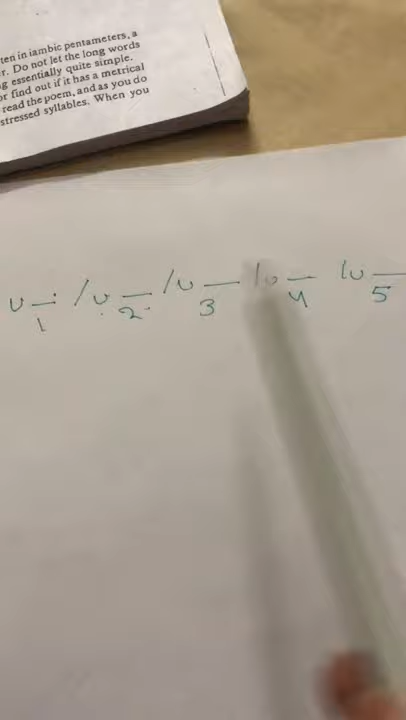 ten in iambic pentameters, a
r. Do not let the long words
g essentially quite simple.
or find out if it has a metrical
read the poem, and as you do
stressed syllables. When you
∪ — / ∪ — / ∪ — / ∪ — / ∪ —
1 2 3 4 5